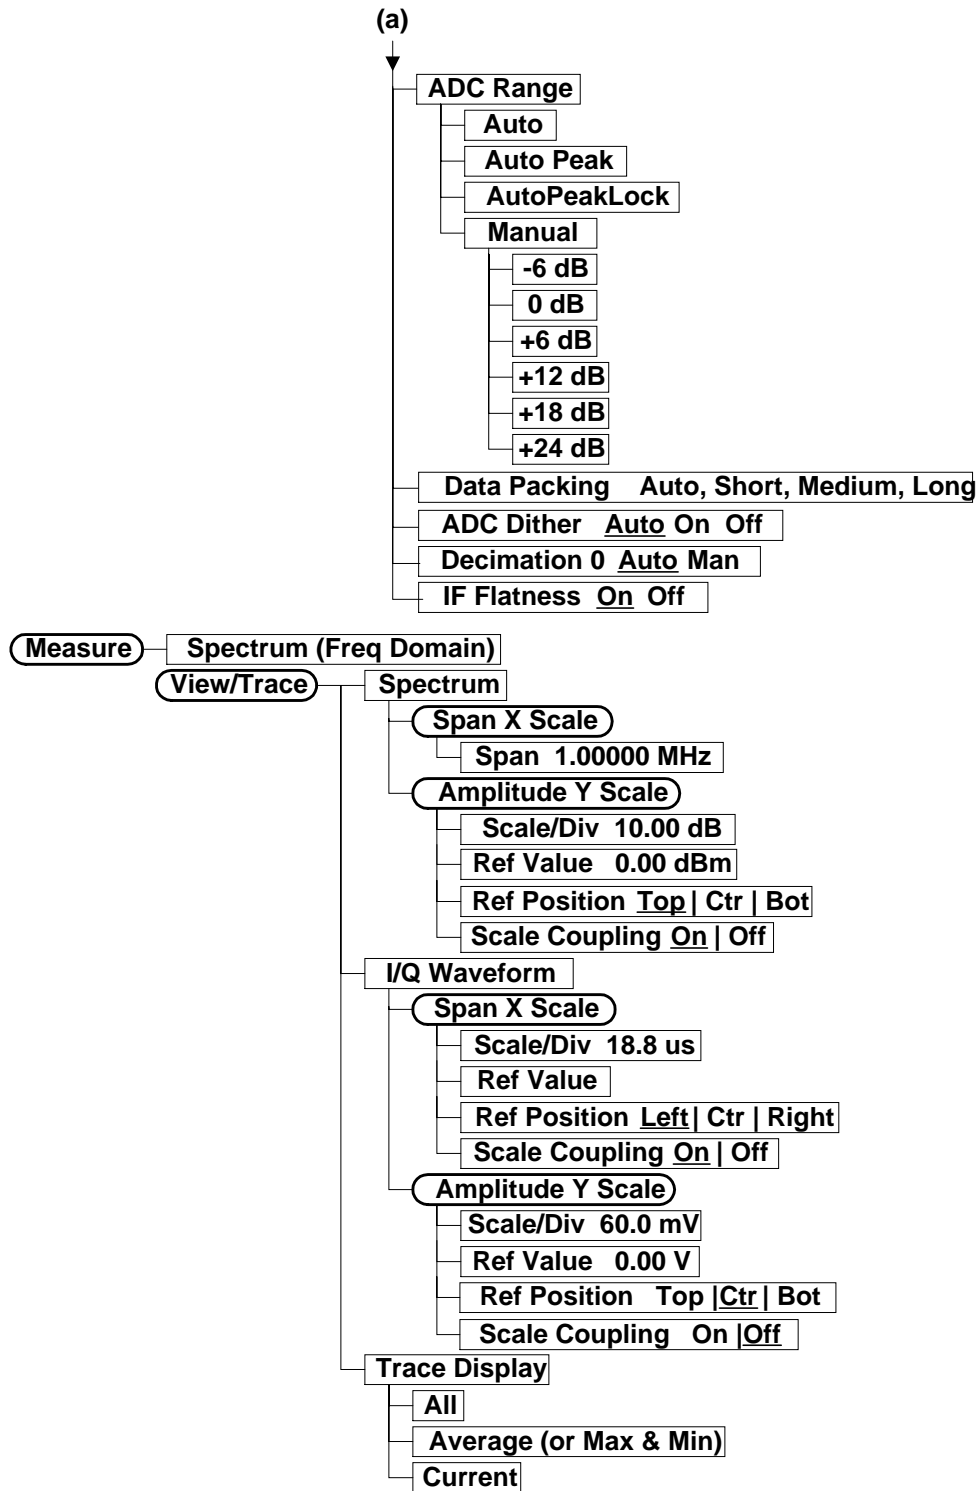 (a)
ADC Range
Auto
Auto Peak
AutoPeakLock
Manual
-6 dB
0 dB
+6 dB
+12 dB
+18 dB
+24 dB
Data Packing Auto, Short, Medium, Long
ADC Dither Auto On Off
Decimation 0 Auto Man
IF Flatness On Off
Measure Spectrum (Freq Domain)
View/Trace Spectrum
Span X Scale
Span 1.00000 MHz
Amplitude Y Scale
Scale/Div 10.00 dB
Ref Value 0.00 dBm
Ref Position Top | Ctr | Bot
Scale Coupling On | Off
I/Q Waveform
Span X Scale
Scale/Div 18.8 us
Ref Value
Ref Position Left | Ctr | Right
Scale Coupling On | Off
Amplitude Y Scale
Scale/Div 60.0 mV
Ref Value 0.00 V
Ref Position Top |Ctr | Bot
Scale Coupling On |Off
Trace Display
All
Average (or Max & Min)
Current